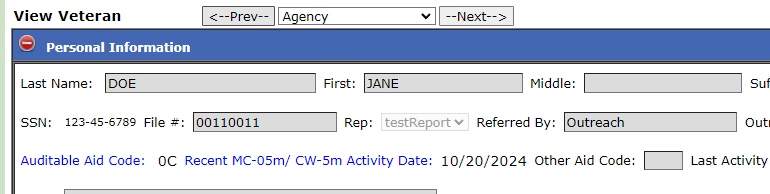 View Veteran <--Prev-- Agency --Next-->
Personal Information
Last Name: DOE First: JANE Middle: Suf
SSN: 123-45-6789 File #: 00110011 Rep: testReport Referred By: Outreach Outr
Auditable Aid Code: 0C Recent MC-05m/ CW-5m Activity Date: 10/20/2024 Other Aid Code: Last Activity